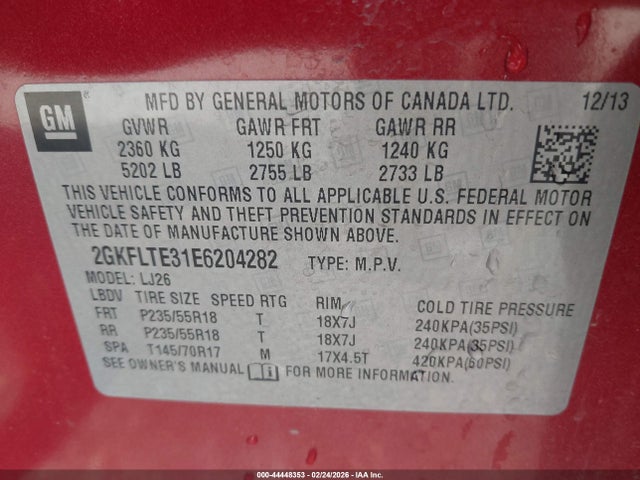 GM MFD BY GENERAL MOTORS OF CANADA LTD. 12/13
GVWR GAWR FRT GAWR RR
2360 KG 1250 KG 1240 KG
5202 LB 2755 LB 2733 LB
THIS VEHICLE CONFORMS TO ALL APPLICABLE U.S. FEDERAL MOTOR
VEHICLE SAFETY AND THEFT PREVENTION STANDARDS IN EFFECT ON
THE DATE OF MANUFACTURE SHOWN ABOVE.
2GKFLTE31E6204282 TYPE: M.P.V.
MODEL: LJ26
LBDV TIRE SIZE SPEED RTG RIM COLD TIRE PRESSURE
FRT P235/55R18 T 18X7J 240KPA(35PSI)
RR P235/55R18 T 18X7J 240KPA(35PSI)
SPA T145/70R17 M 17X4.5T 420KPA(60PSI)
SEE OWNER'S MANUAL FOR MORE INFORMATION.
000-44448353 - 02/24/2026 - IAA Inc.